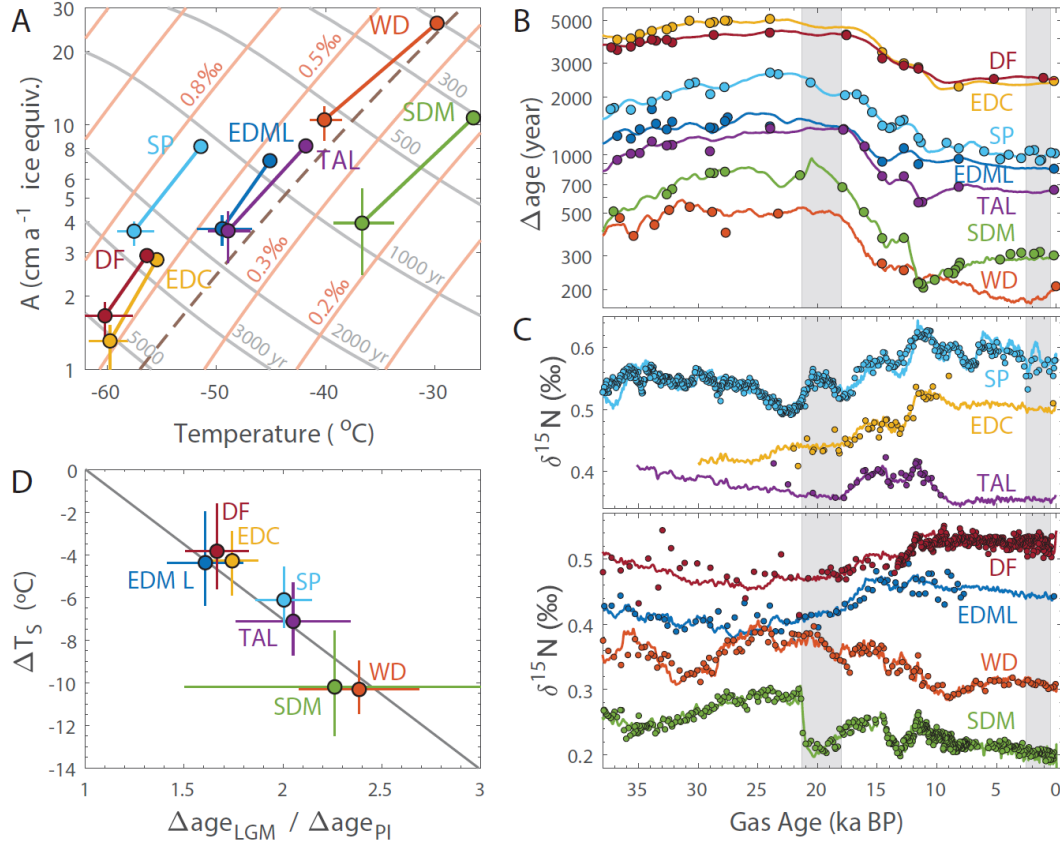 A
A (cm a⁻¹ ice equiv.)
30
20
10
8
6
5
4
3
2
1
WD
SDM
SP
EDML
TAL
DF
EDC
0.8‰
0.5‰
0.3‰
0.2‰
300
500
1000 yr
2000 yr
3000 yr
5000
-60
-50
-40
-30
Temperature ( °C)
B
Δage (year)
5000
3000
2000
1000
700
500
300
200
DF
EDC
SP
EDML
TAL
SDM
WD
C
δ¹⁵N (‰)
0.6
0.5
0.4
SP
EDC
TAL
δ¹⁵N (‰)
0.5
0.4
0.3
0.2
DF
EDML
WD
SDM
35
30
25
20
15
10
5
0
Gas Age (ka BP)
D
ΔT_S (°C)
0
-2
-4
-6
-8
-10
-12
-14
DF
EDC
EDM L
SP
TAL
WD
SDM
1
1.5
2
2.5
3
Δage_LGM / Δage_PI